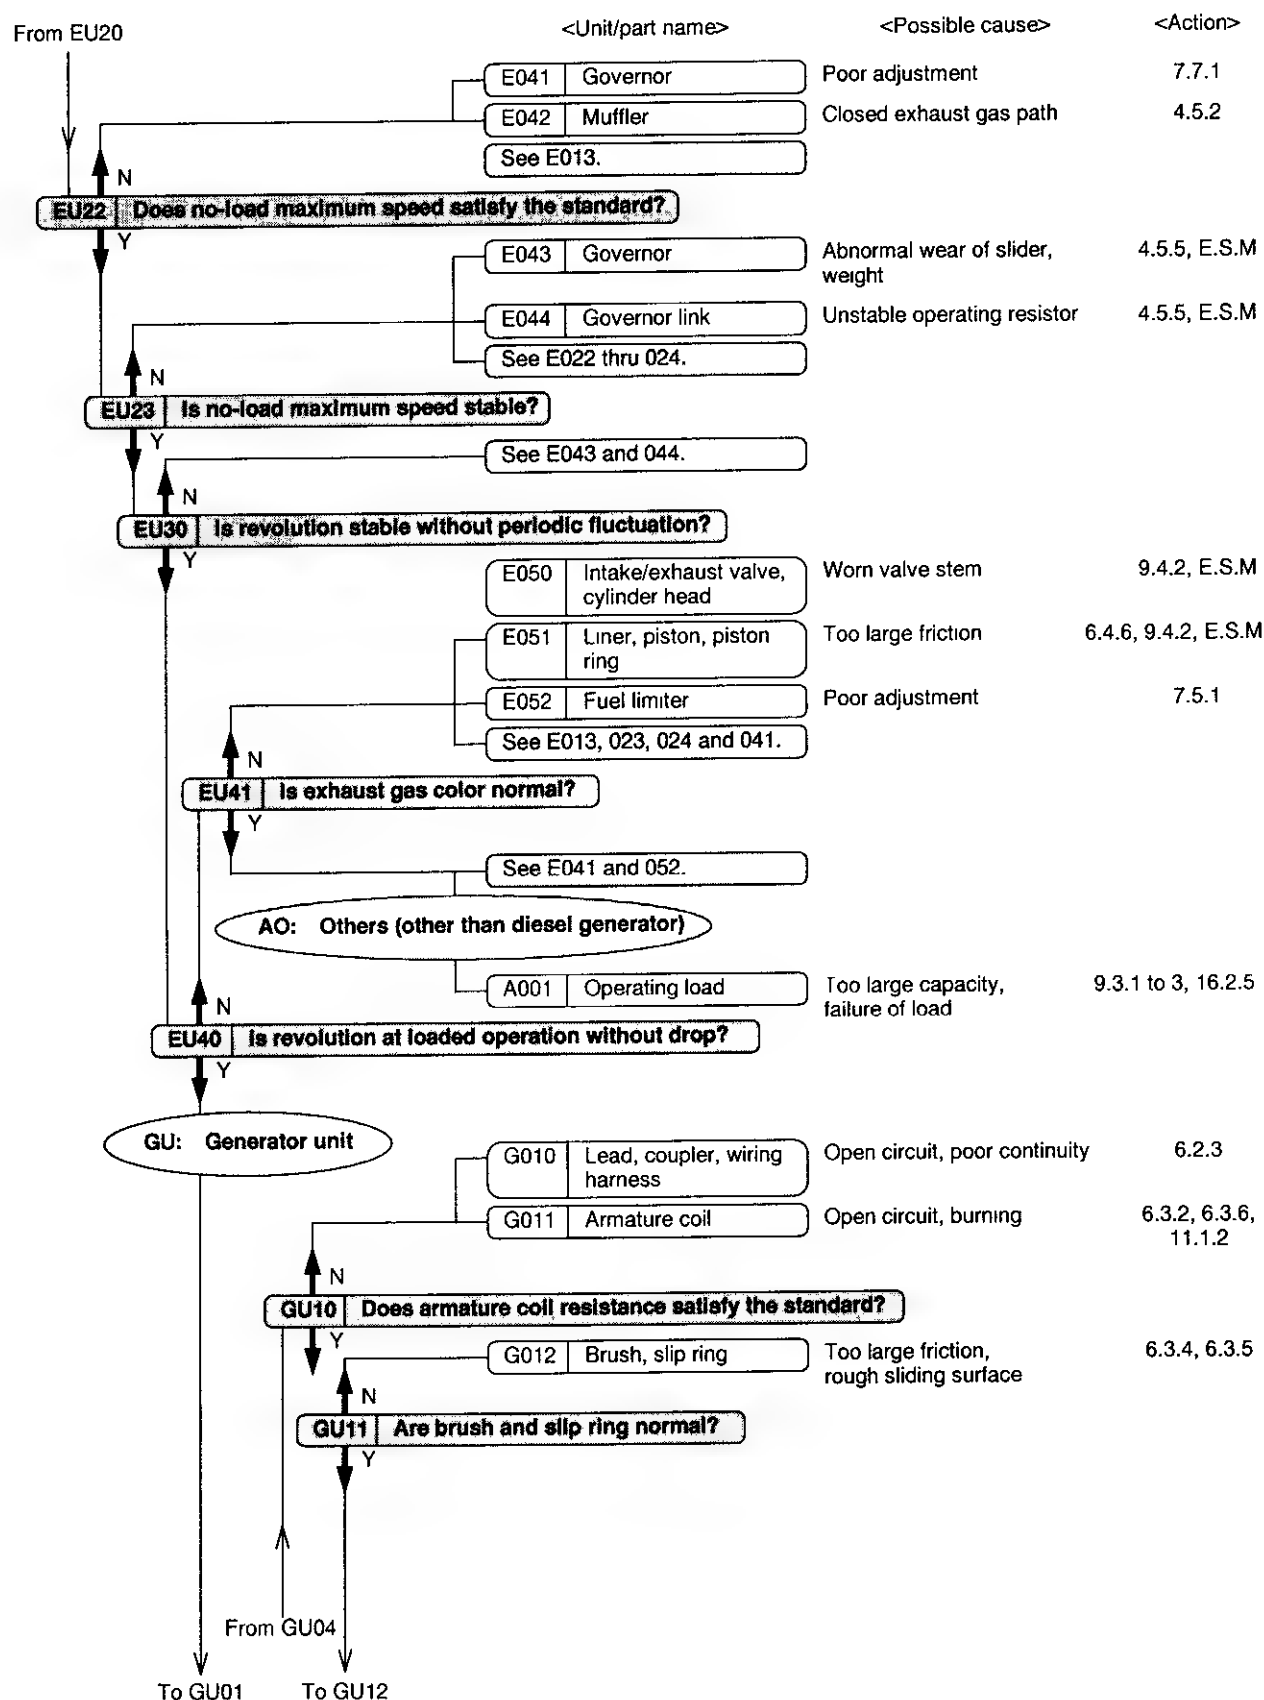 From EU20
<Unit/part name> <Possible cause> <Action>
E041 Governor Poor adjustment 7.7.1
E042 Muffler Closed exhaust gas path 4.5.2
See E013.
N
EU22 Does no-load maximum speed satisfy the standard?
Y
E043 Governor Abnormal wear of slider, 4.5.5, E.S.M
weight
E044 Governor link Unstable operating resistor 4.5.5, E.S.M
See E022 thru 024.
N
EU23 Is no-load maximum speed stable?
Y
See E043 and 044.
N
EU30 Is revolution stable without periodic fluctuation?
Y
E050 Intake/exhaust valve, Worn valve stem 9.4.2, E.S.M
cylinder head
E051 Liner, piston, piston Too large friction 6.4.6, 9.4.2, E.S.M
ring
E052 Fuel limiter Poor adjustment 7.5.1
See E013, 023, 024 and 041.
N
EU41 Is exhaust gas color normal?
Y
See E041 and 052.
AO: Others (other than diesel generator)
A001 Operating load Too large capacity, 9.3.1 to 3, 16.2.5
failure of load
N
EU40 Is revolution at loaded operation without drop?
Y
GU: Generator unit
G010 Lead, coupler, wiring Open circuit, poor continuity 6.2.3
harness
G011 Armature coil Open circuit, burning 6.3.2, 6.3.6,
11.1.2
N
GU10 Does armature coil resistance satisfy the standard?
Y
G012 Brush, slip ring Too large friction, 6.3.4, 6.3.5
rough sliding surface
N
GU11 Are brush and slip ring normal?
Y
From GU04
To GU01 To GU12